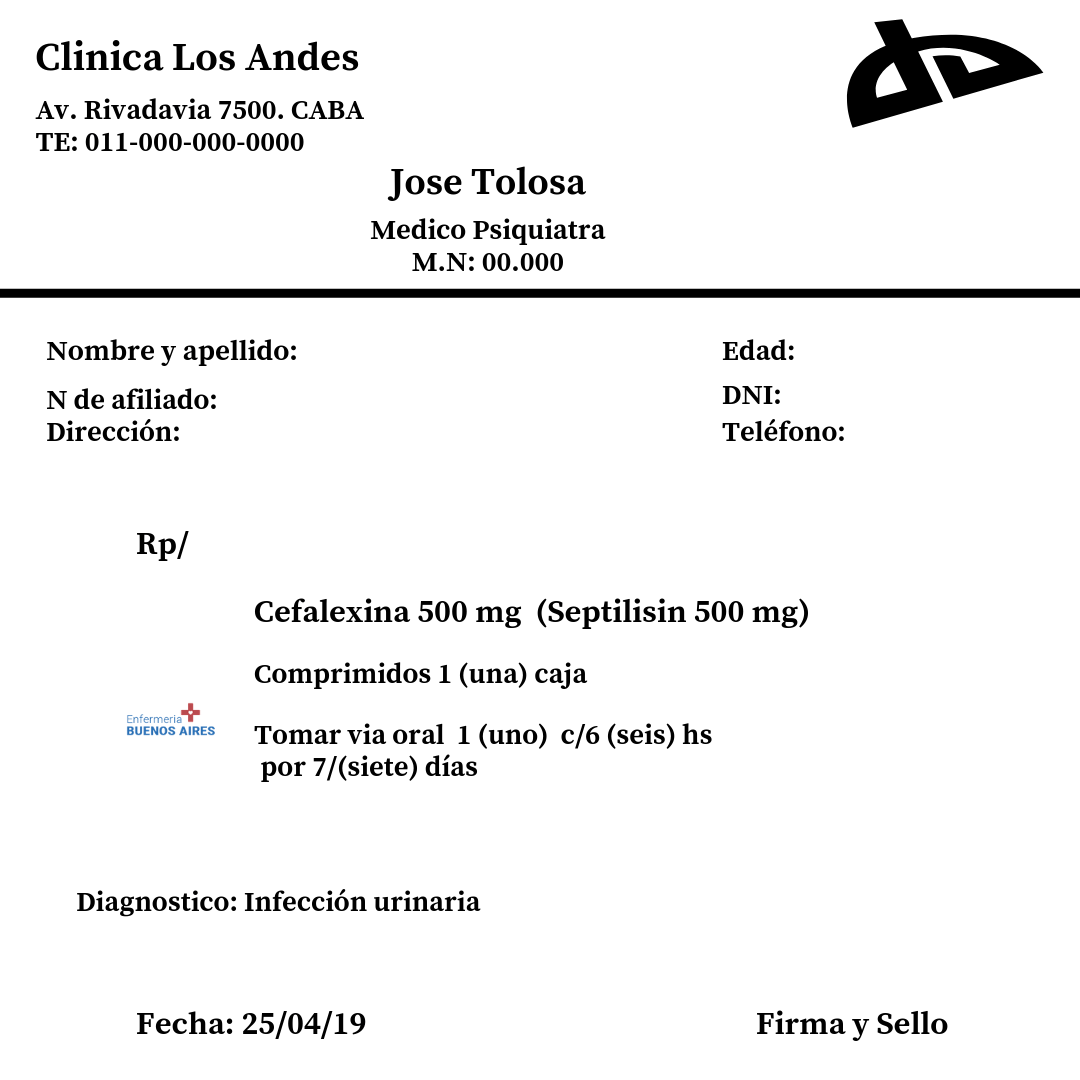 Clinica Los Andes
Av. Rivadavia 7500. CABA
TE: 011-000-000-0000
Jose Tolosa
Medico Psiquiatra
M.N: 00.000
Nombre y apellido:
Edad:
N de afiliado:
DNI:
Dirección:
Teléfono:
Rp/
Cefalexina 500 mg (Septilisin 500 mg)
Comprimidos 1 (una) caja
Enfermeria
BUENOS AIRES
Tomar via oral 1 (uno) c/6 (seis) hs
por 7/(siete) días
Diagnostico: Infección urinaria
Fecha: 25/04/19
Firma y Sello